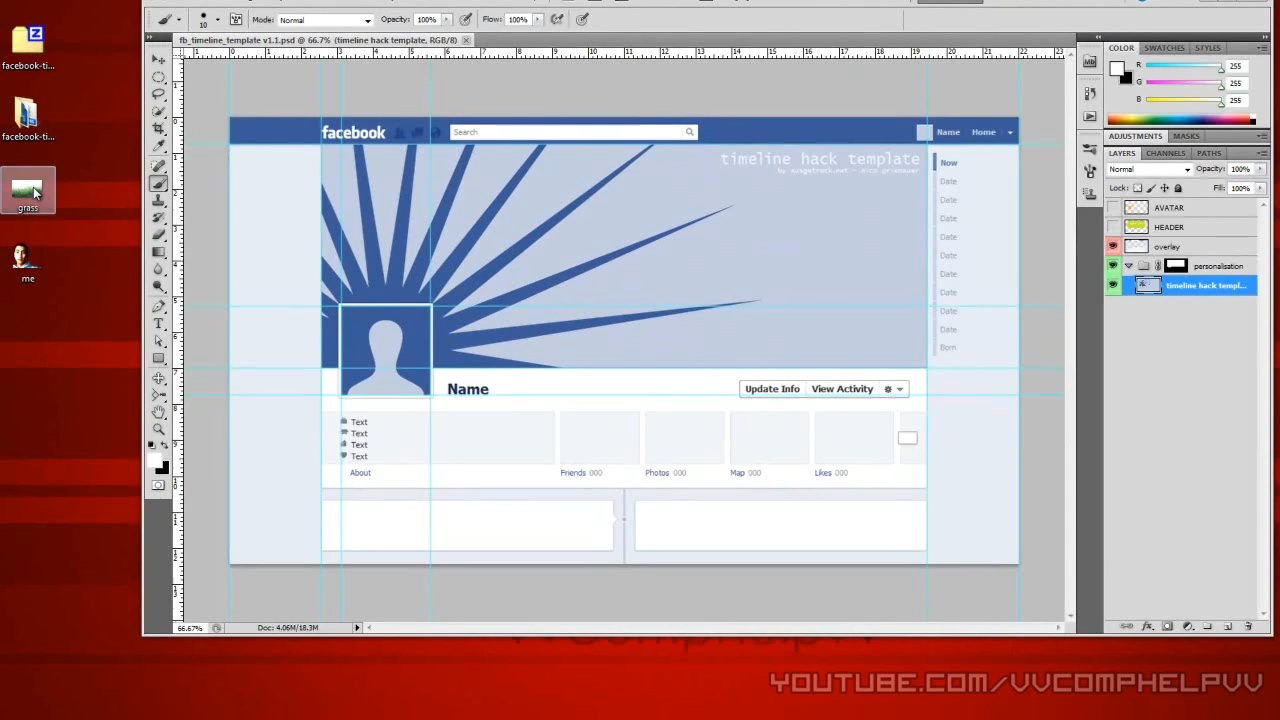 Mode: Normal
Opacity: 100%
Flow: 100%
10
fb_timeline_template v1.1.psd @ 66.7% (timeline hack template, RGB/8)
facebook-ti...
facebook-ti...
grass
me
facebook
Search
Name Home
timeline hack template
Now
Date
Date
Date
Date
Date
Date
Date
Date
Date
Born
Name
Update Info View Activity
Text
Text
Text
Text
About
Friends 000
Photos 000
Map 000
Likes 000
66.67%
Doc: 4.06M/18.3M
COLOR SWATCHES STYLES
R 255
G 255
B 255
ADJUSTMENTS MASKS
LAYERS CHANNELS PATHS
Normal
Opacity: 100%
Lock:
Fill: 100%
AVATAR
HEADER
overlay
personalisation
timeline hack templ...
YOUTUBE.COM/VVCOMPHELPVV